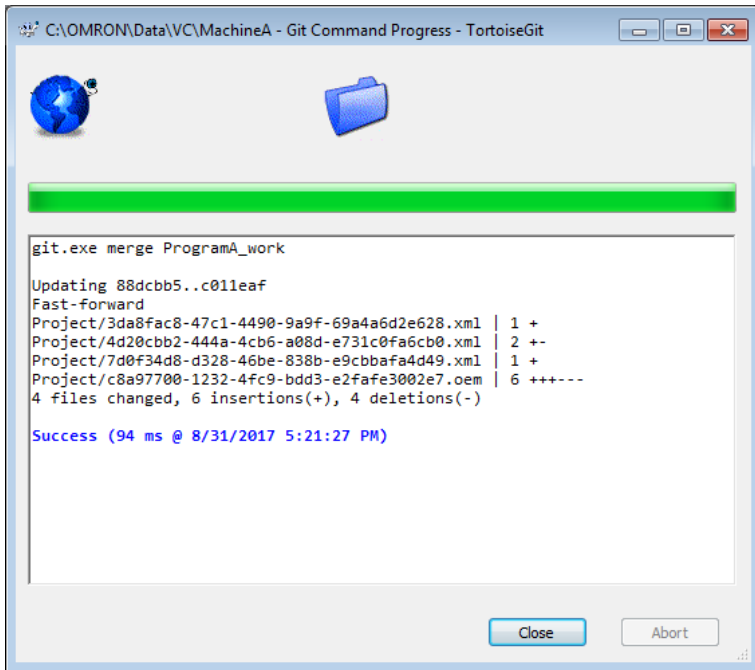 C:\OMRON\Data\VC\MachineA - Git Command Progress - TortoiseGit
git.exe merge ProgramA_work
Updating 88dcbb5..c011eaf
Fast-forward
Project/3da8fac8-47c1-4490-9a9f-69a4a6d2e628.xml | 1 +
Project/4d20cbb2-444a-4cb6-a08d-e731c0fa6cb0.xml | 2 +-
Project/7d0f34d8-d328-46be-838b-e9cbbafa4d49.xml | 1 +
Project/c8a97700-1232-4fc9-bdd3-e2fafe3002e7.oem | 6 +++---
4 files changed, 6 insertions(+), 4 deletions(-)
Success (94 ms @ 8/31/2017 5:21:27 PM)
Close Abort